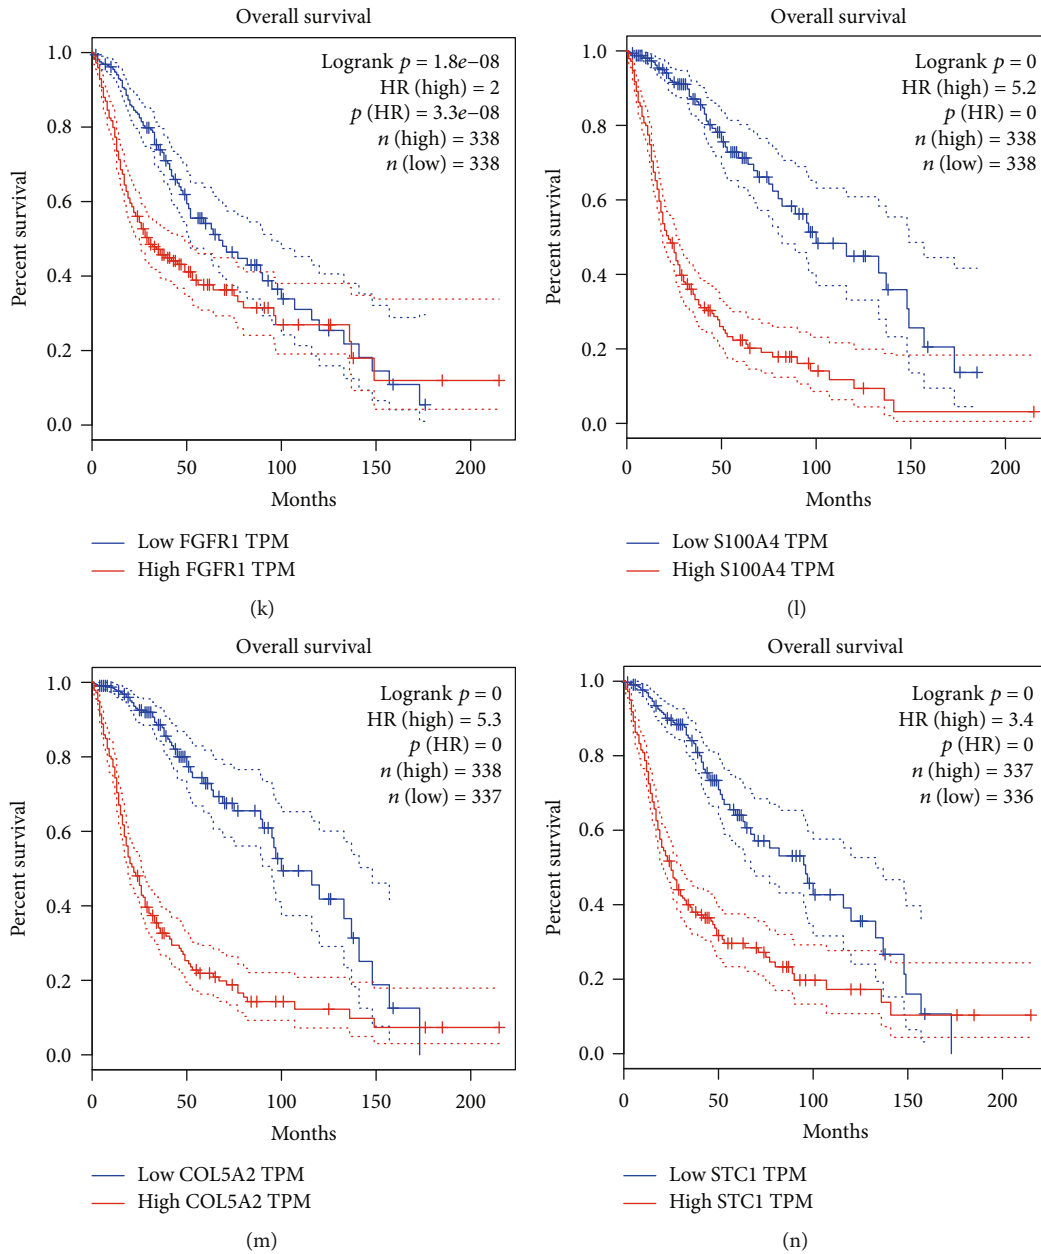 Overall survival
Logrank p = 1.8e−08
HR (high) = 2
p (HR) = 3.3e−08
n (high) = 338
n (low) = 338
Percent survival
1.0
0.8
0.6
0.4
0.2
0.0
0 50 100 150 200
Months
Low FGFR1 TPM
High FGFR1 TPM
(k)
Overall survival
Logrank p = 0
HR (high) = 5.2
p (HR) = 0
n (high) = 338
n (low) = 338
Percent survival
1.0
0.8
0.6
0.4
0.2
0.0
0 50 100 150 200
Months
Low S100A4 TPM
High S100A4 TPM
(l)
Overall survival
Logrank p = 0
HR (high) = 5.3
p (HR) = 0
n (high) = 338
n (low) = 337
Percent survival
1.0
0.8
0.6
0.4
0.2
0.0
0 50 100 150 200
Months
Low COL5A2 TPM
High COL5A2 TPM
(m)
Overall survival
Logrank p = 0
HR (high) = 3.4
p (HR) = 0
n (high) = 337
n (low) = 336
Percent survival
1.0
0.8
0.6
0.4
0.2
0.0
0 50 100 150 200
Months
Low STC1 TPM
High STC1 TPM
(n)